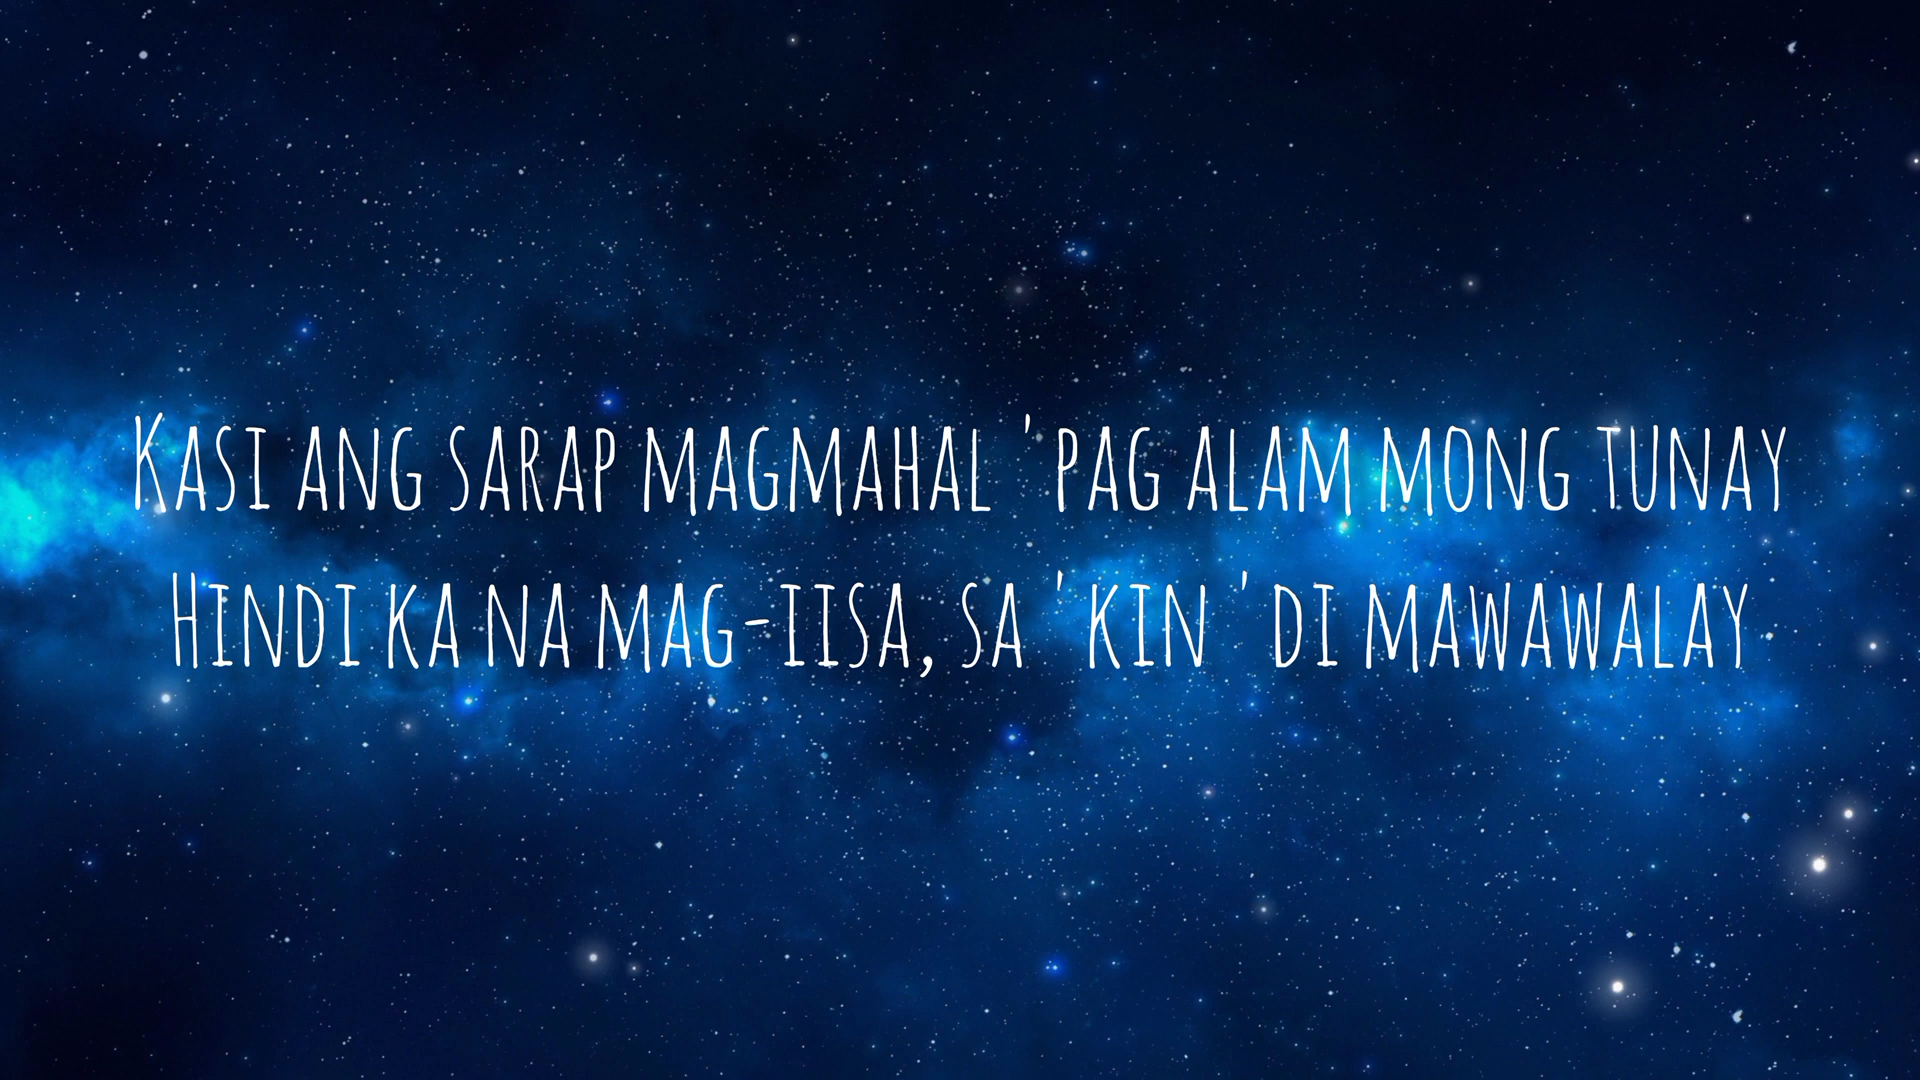 Kasi ang sarap magmahal 'pag alam mong tunay
Hindi ka na mag-iisa, sa 'kin 'di mawawalay